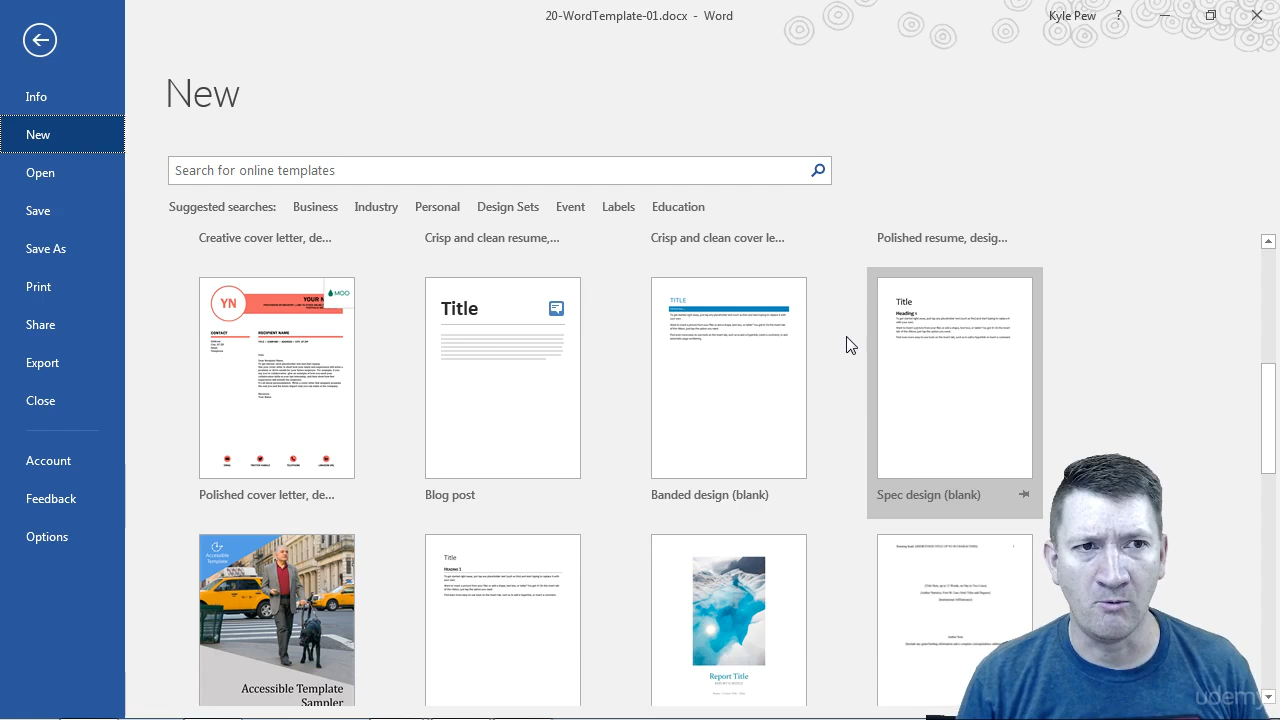 20-WordTemplate-01.docx - Word
Kyle Pew
?
Info
New
Open
Save
Save As
Print
Share
Export
Close
Account
Feedback
Options
New
Search for online templates
Suggested searches: Business Industry Personal Design Sets Event Labels Education
Creative cover letter, de...
Crisp and clean resume,...
Crisp and clean cover le...
Polished resume, desig...
YN
YOUR N
MOO
RECIPIENT NAME
Polished cover letter, de...
Title
Blog post
TITLE
Banded design (blank)
Title
Heading 1
Spec design (blank)
Accessible
Accessible Template
Sampler
Title
HEADING 1
Report Title
udemy